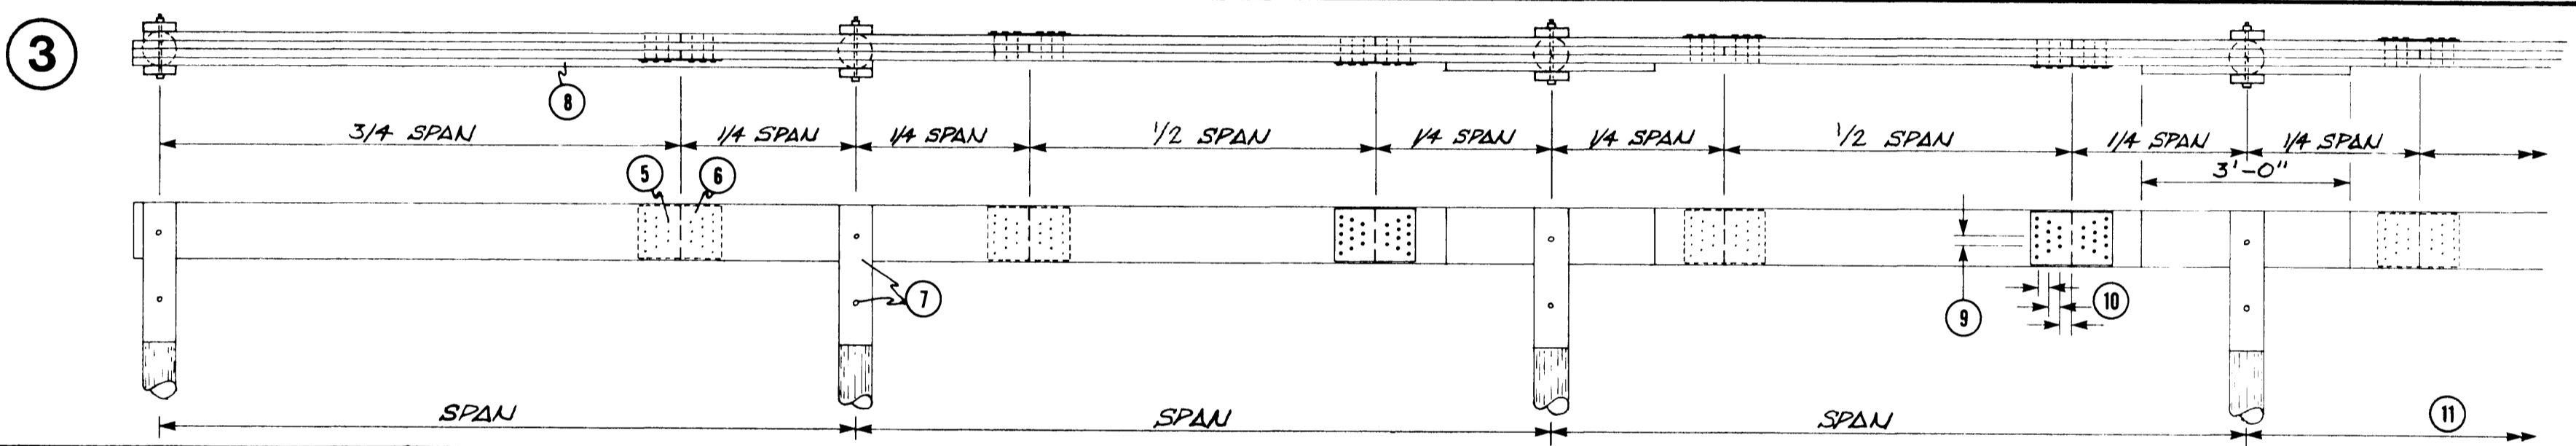 3
8
3/4 SPAN
1/4 SPAN
1/4 SPAN
1/2 SPAN
1/4 SPAN
1/4 SPAN
1/2 SPAN
1/4 SPAN
1/4 SPAN
3'-0"
5
6
7
9
10
SPAN
SPAN
SPAN
11